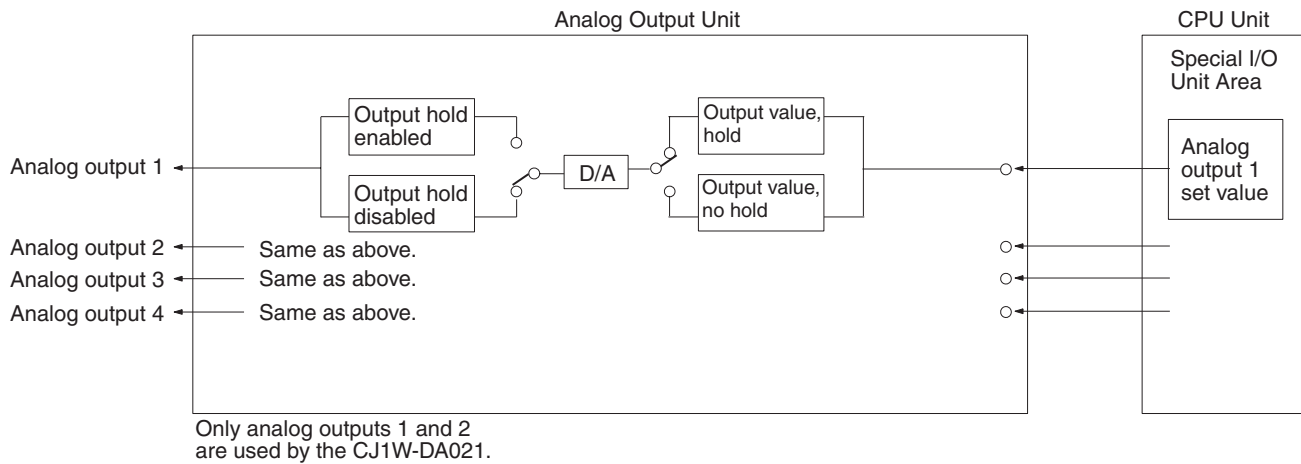 Analog Output Unit
CPU Unit
Special I/O
Unit Area
Output hold
enabled
Output value,
hold
Analog output 1
D/A
Analog
output 1
set value
Output hold
disabled
Output value,
no hold
Analog output 2
Same as above.
Analog output 3
Same as above.
Analog output 4
Same as above.
Only analog outputs 1 and 2
are used by the CJ1W-DA021.